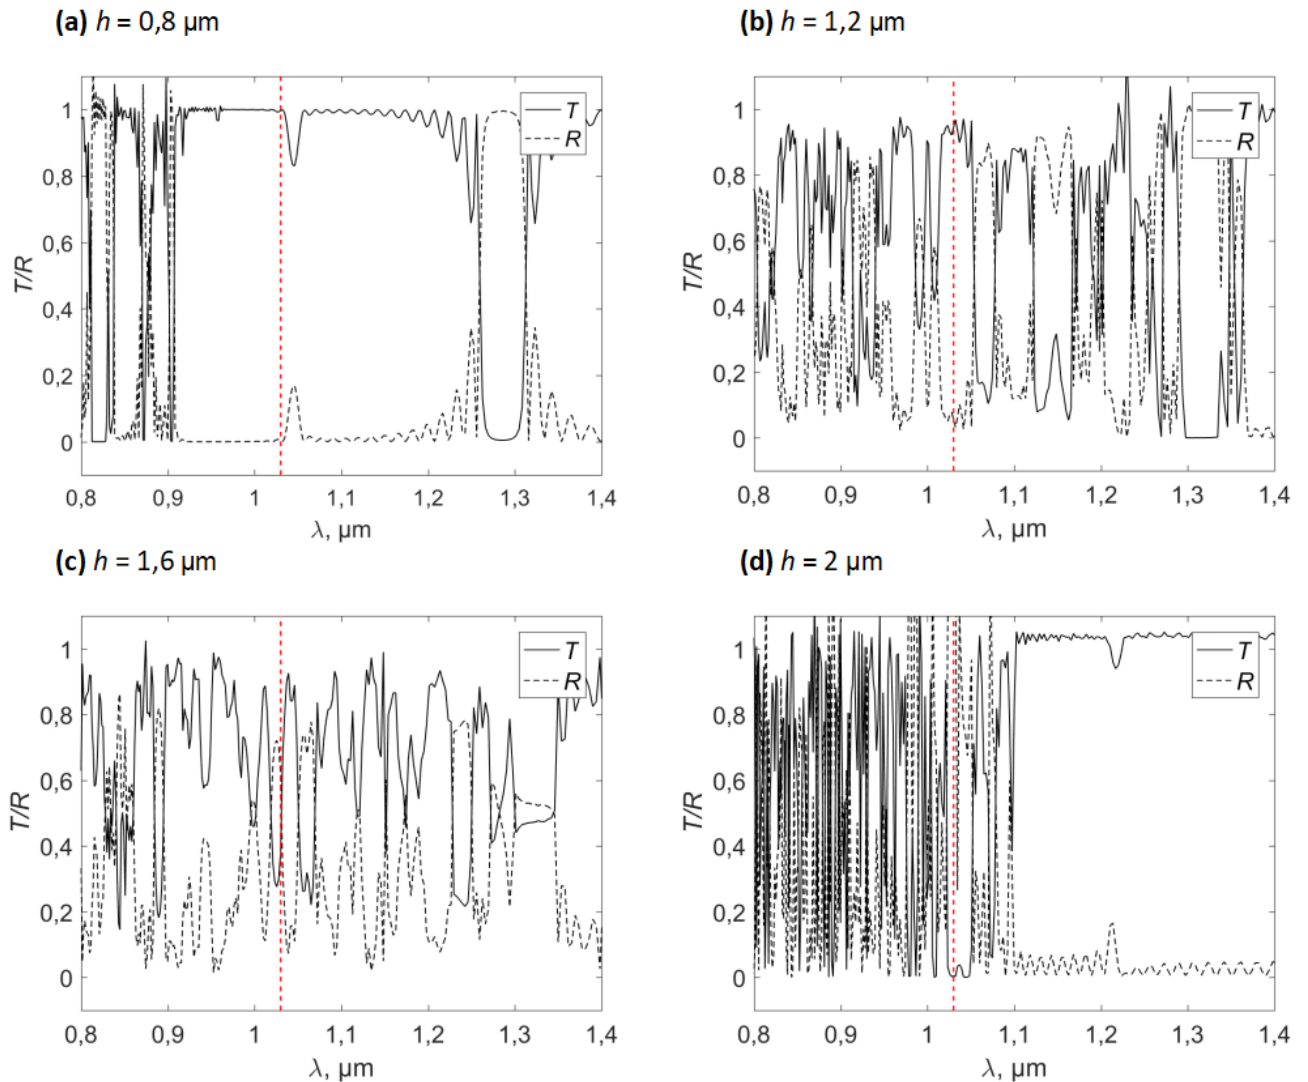 (a) h = 0,8 µm
T/R
1
0,8
0,6
0,4
0,2
0
0,8 0,9 1 1,1 1,2 1,3 1,4
λ, µm
T
R
(b) h = 1,2 µm
T/R
1
0,8
0,6
0,4
0,2
0
0,8 0,9 1 1,1 1,2 1,3 1,4
λ, µm
T
R
(c) h = 1,6 µm
T/R
1
0,8
0,6
0,4
0,2
0
0,8 0,9 1 1,1 1,2 1,3 1,4
λ, µm
T
R
(d) h = 2 µm
T/R
1
0,8
0,6
0,4
0,2
0
0,8 0,9 1 1,1 1,2 1,3 1,4
λ, µm
T
R